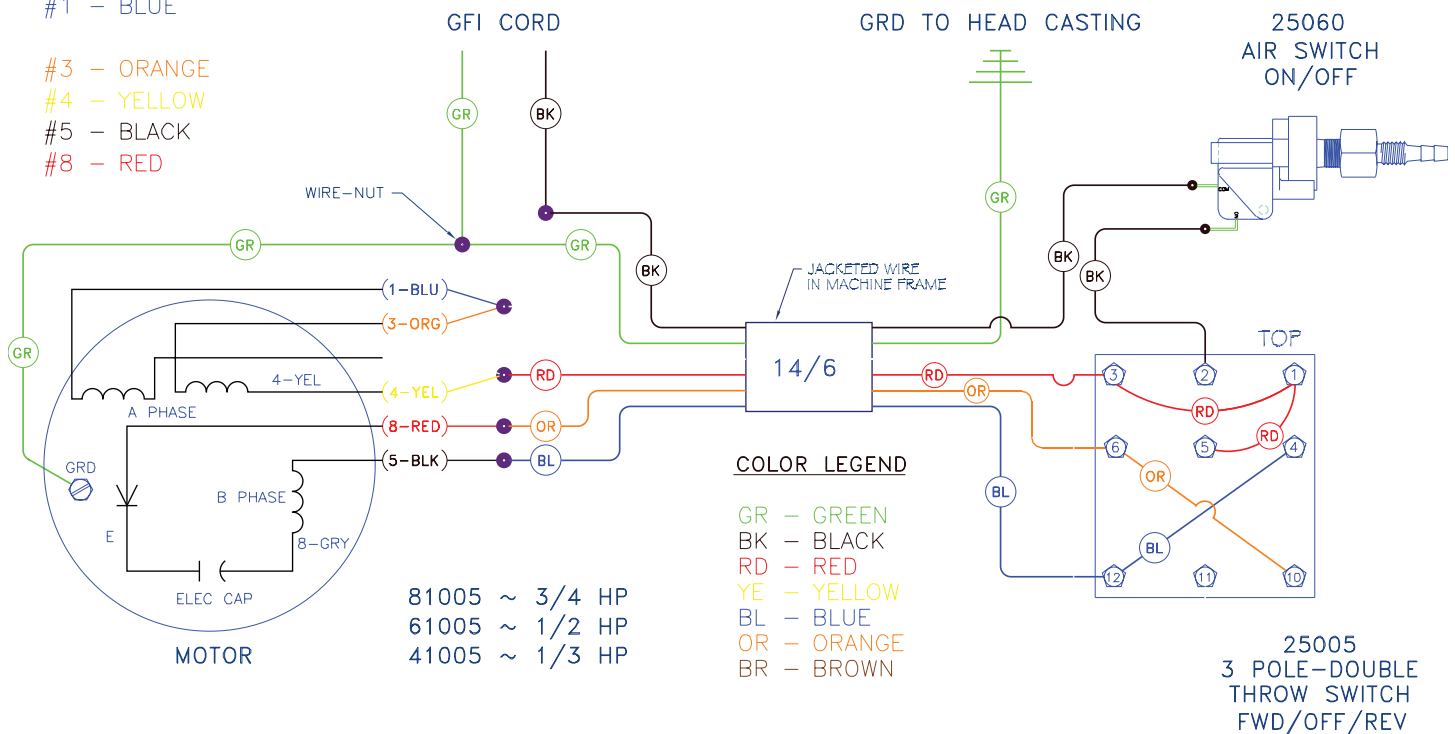 #1 - BLUE
#3 - ORANGE
#4 - YELLOW
#5 - BLACK
#8 - RED
GFI CORD
GRD TO HEAD CASTING
25060
AIR SWITCH
ON/OFF
GR
BK
GR
COM
WIRE-NUT
GR
GR
BK
BK
BK
JACKETED WIRE
IN MACHINE FRAME
(1-BLU)
(3-ORG)
GR
4-YEL
(4-YEL)
A PHASE
(8-RED)
(5-BLK)
RD
OR
BL
14/6
RD
OR
BL
TOP
3
2
1
RD
RD
6
5
4
OR
BL
12
11
10
GRD
B PHASE
E
8-GRY
ELEC CAP
MOTOR
81005 ~ 3/4 HP
61005 ~ 1/2 HP
41005 ~ 1/3 HP
COLOR LEGEND
GR - GREEN
BK - BLACK
RD - RED
YE - YELLOW
BL - BLUE
OR - ORANGE
BR - BROWN
25005
3 POLE-DOUBLE
THROW SWITCH
FWD/OFF/REV